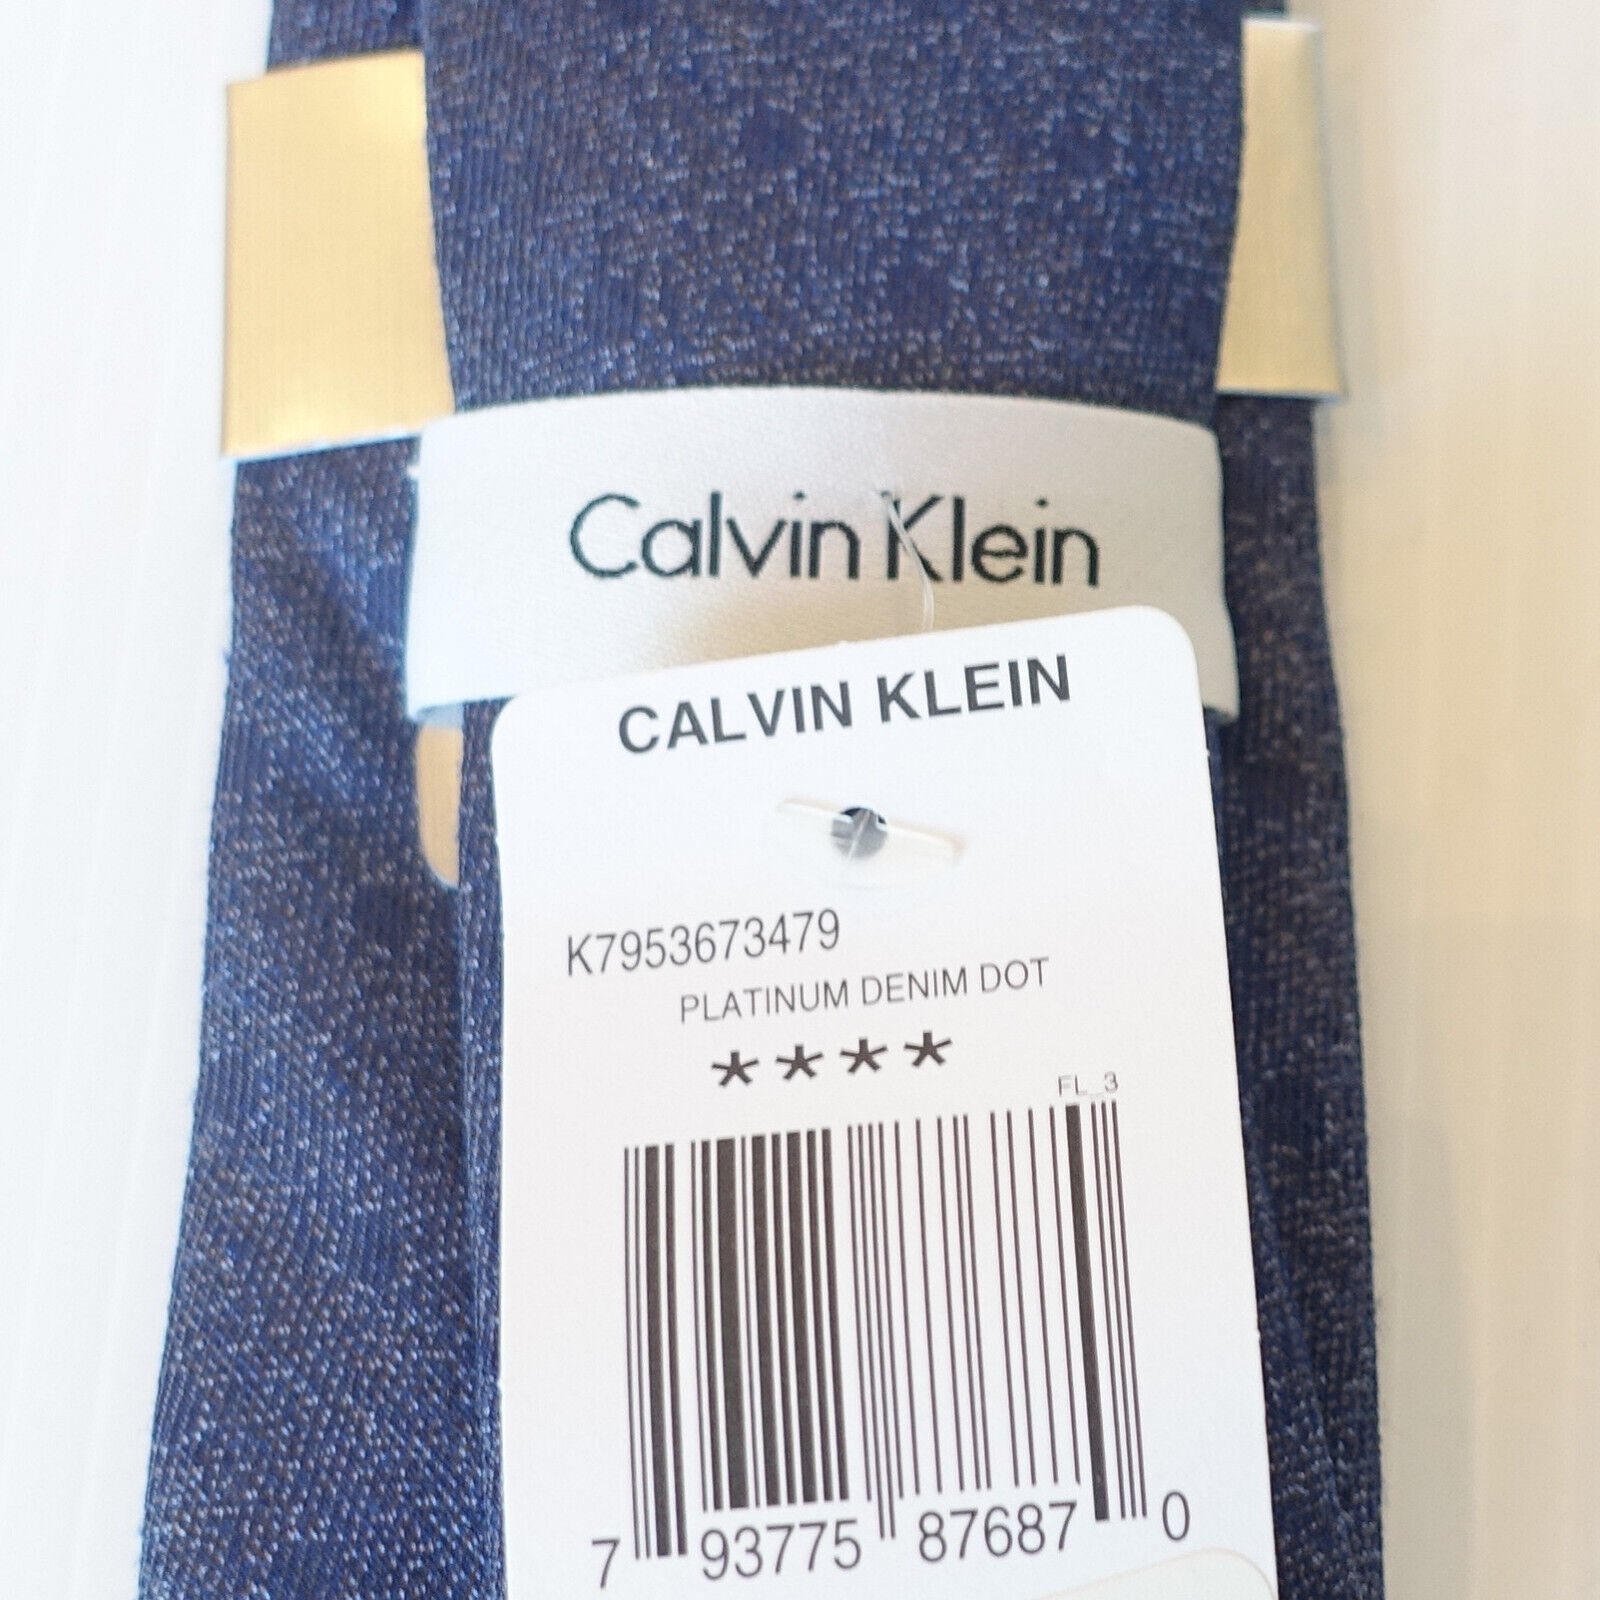 Calvin Klein
CALVIN KLEIN
K7953673479
PLATINUM DENIM DOT
****
FL_3
7 93775 87687 0